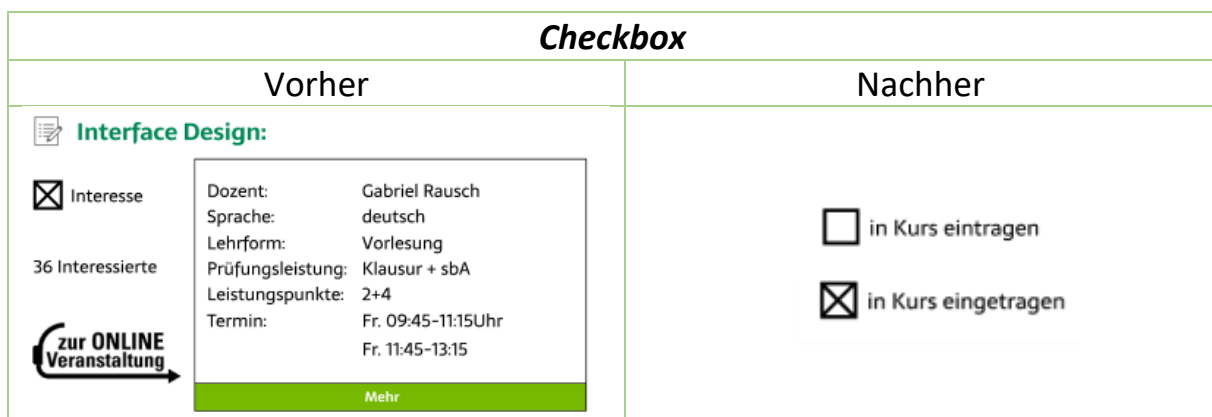 Checkbox
Vorher
Nachher
Interface Design:
Interesse
36 Interessierte
zur ONLINE
Veranstaltung
Dozent: Gabriel Rausch
Sprache: deutsch
Lehrform: Vorlesung
Prüfungsleistung: Klausur + sbA
Leistungspunkte: 2+4
Termin: Fr. 09:45-11:15Uhr
Fr. 11:45-13:15
Mehr
in Kurs eintragen
in Kurs eingetragen